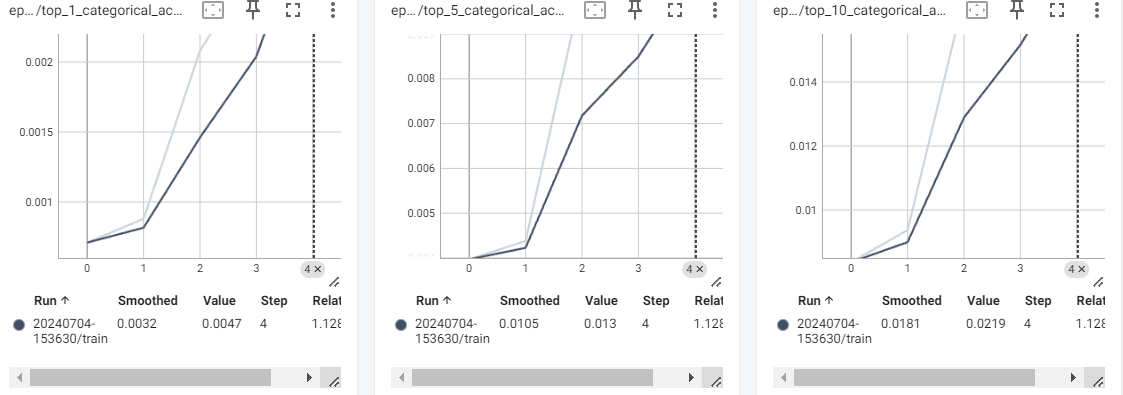 ep.../top_1_categorical_ac...
0.002
0.0015
0.001
0 1 2 3 4 ×
Run ↑ Smoothed Value Step Relat
20240704-
153630/train 0.0032 0.0047 4 1.128
ep.../top_5_categorical_ac...
0.008
0.007
0.006
0.005
0 1 2 3 4 ×
Run ↑ Smoothed Value Step Relat
20240704-
153630/train 0.0105 0.013 4 1.128
ep.../top_10_categorical_a...
0.014
0.012
0.01
0 1 2 3 4 ×
Run ↑ Smoothed Value Step Relat
20240704-
153630/train 0.0181 0.0219 4 1.128